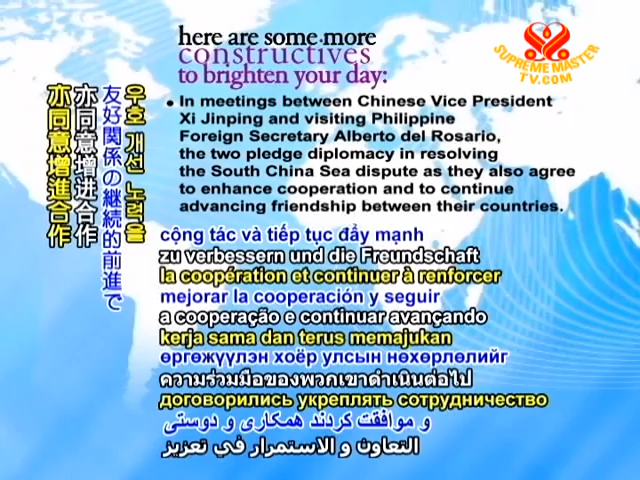 here are some more
constructives
to brighten your day:
SUPREME MASTER
TV.COM
• In meetings between Chinese Vice President
Xi Jinping and visiting Philippine
Foreign Secretary Alberto del Rosario,
the two pledge diplomacy in resolving
the South China Sea dispute as they also agree
to enhance cooperation and to continue
advancing friendship between their countries.
우호 개선 노력을
友好関係の継続的前進で
亦同意增进合作
亦同意增進合作
cộng tác và tiếp tục đẩy mạnh
zu verbessern und die Freundschaft
la coopération et continuer à renforcer
mejorar la cooperación y seguir
a cooperação e continuar avançando
kerja sama dan terus memajukan
өргөжүүлэн хоёр улсын нөхөрлөлийг
ความร่วมมือของพวกเขาดำเนินต่อไป
договорились укреплять сотрудничество
و موافقت کردند همکاری و دوستی
التعاون و الاستمرار في تعزيز